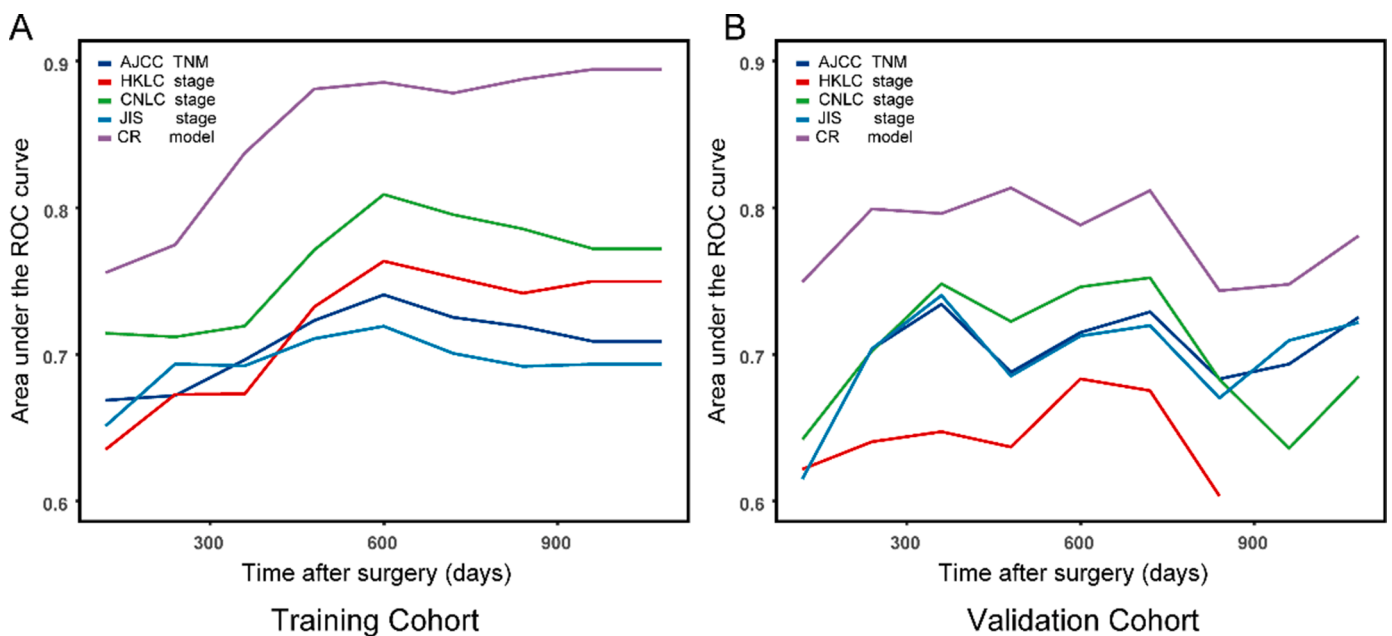 A
AJCC TNM
HKLC stage
CNLC stage
JIS stage
CR model
Area under the ROC curve
0.9
0.8
0.7
0.6
300
600
900
Time after surgery (days)
Training Cohort
B
AJCC TNM
HKLC stage
CNLC stage
JIS stage
CR model
Area under the ROC curve
0.9
0.8
0.7
0.6
300
600
900
Time after surgery (days)
Validation Cohort